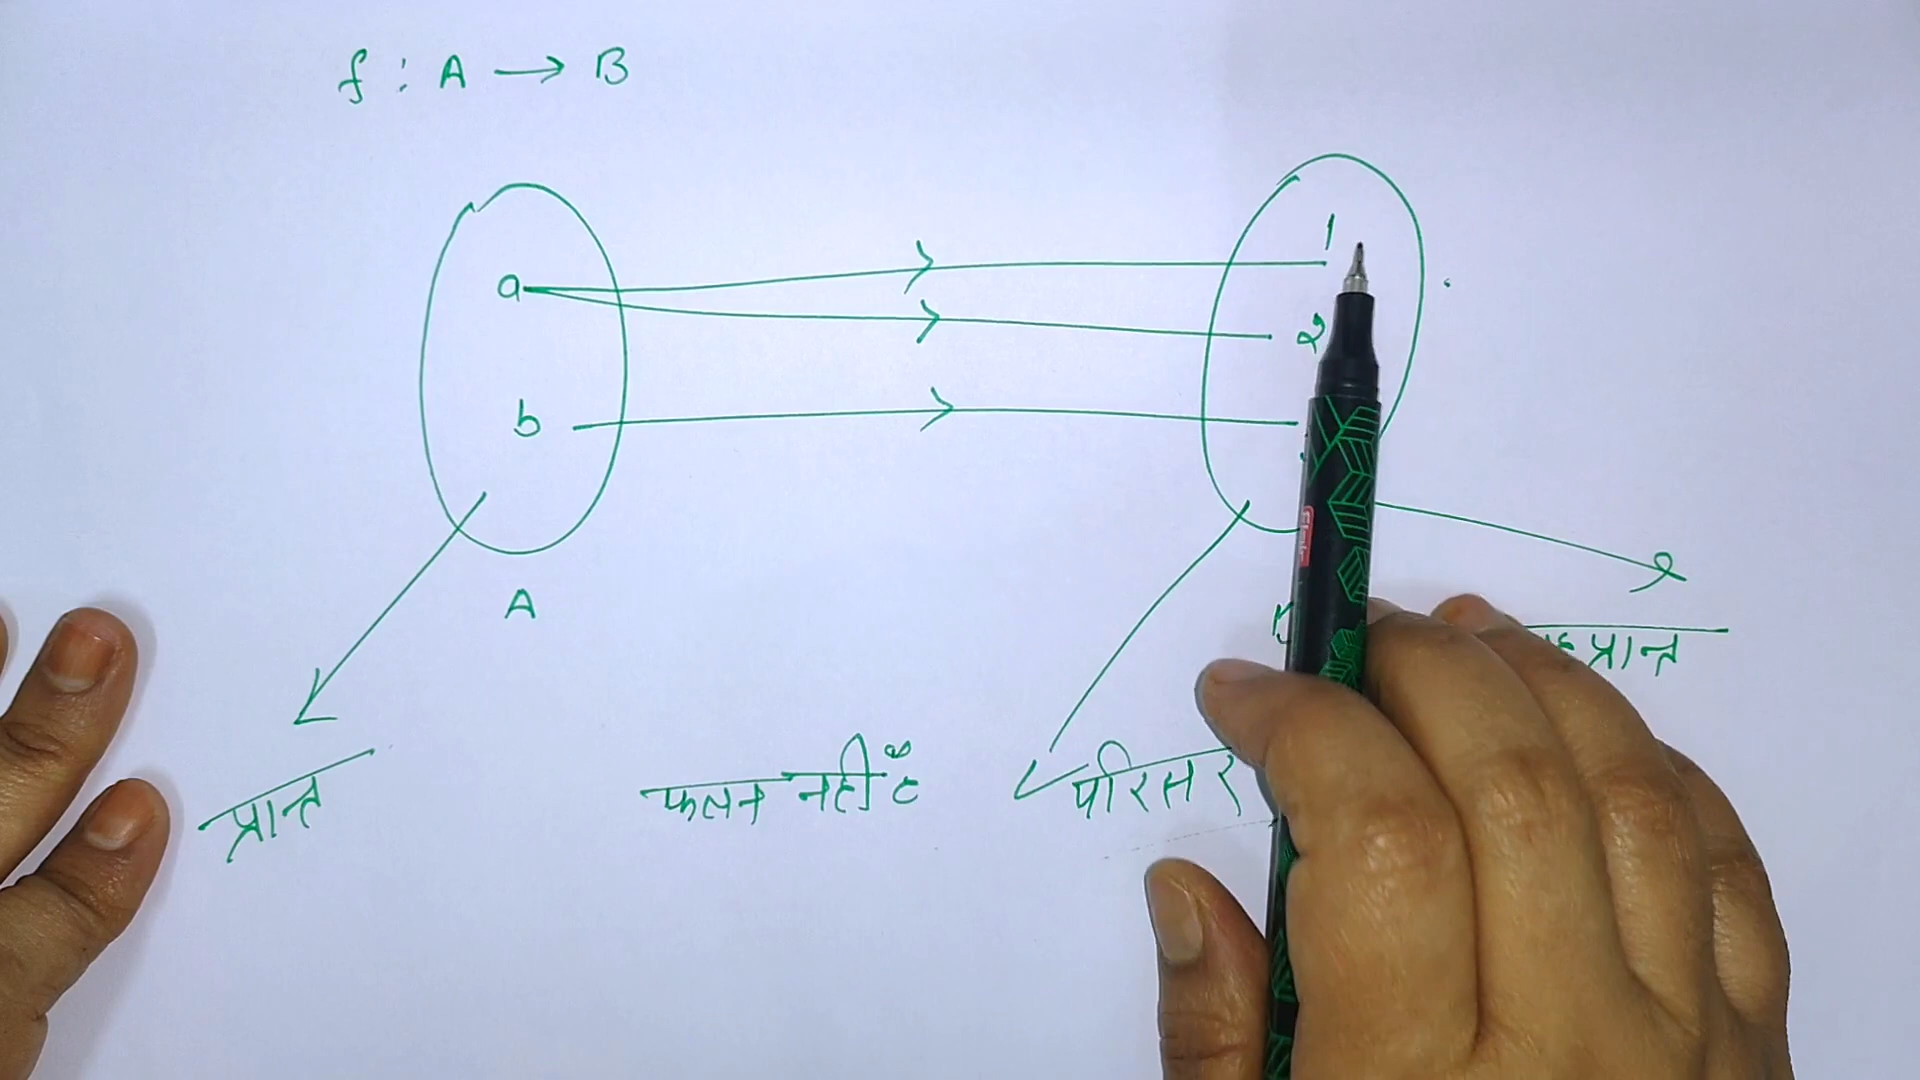 f : A → B
1
a
2
b
A
प्रान्त
फलन नहीं है
परिसर
प्रान्त